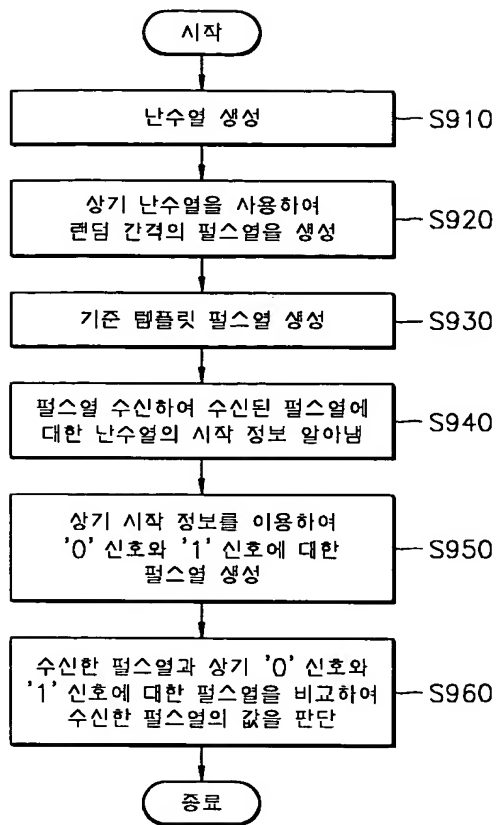 시작
난수열 생성
S910
상기 난수열을 사용하여
랜덤 간격의 펄스열을 생성
S920
기준 템플릿 펄스열 생성
S930
펄스열 수신하여 수신된 펄스열에
대한 난수열의 시작 정보 알아냄
S940
상기 시작 정보를 이용하여
'0' 신호와 '1' 신호에 대한
펄스열 생성
S950
수신한 펄스열과 상기 '0' 신호와
'1' 신호에 대한 펄스열을 비교하여
수신한 펄스열의 값을 판단
S960
종료